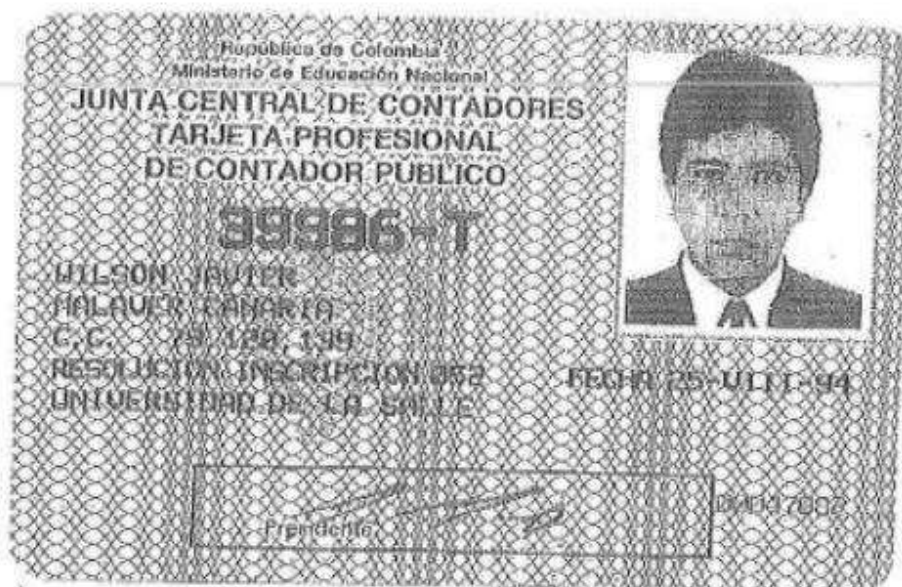 República de Colombia
Ministerio de Educación Nacional
JUNTA CENTRAL DE CONTADORES
TARJETA PROFESIONAL
DE CONTADOR PUBLICO
-T
WILSON JAVIER
MALAVER CANARIA
C.C.
RESOLUCION INSCRIPCION 052
UNIVERSIDAD DE LA SALLE
FECHA 25-VIII-94
Presidente